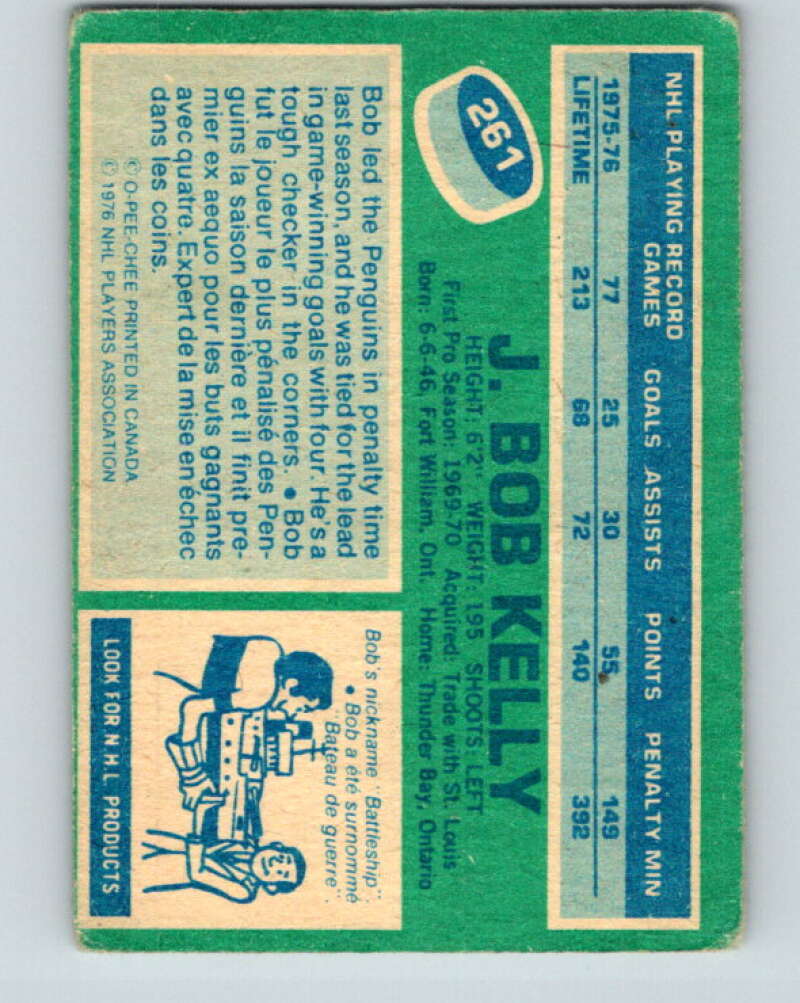 NHL PLAYING RECORD
GAMES GOALS ASSISTS POINTS PENALTY MIN
1975-76 77 25 30 55 149
LIFETIME 213 68 72 140 392
261
J. BOB KELLY
HEIGHT: 6'2" WEIGHT: 195 SHOOTS: LEFT
First Pro Season: 1969-70 Acquired: Trade with St. Louis
Born: 6-6-46, Fort William, Ont. Home: Thunder Bay, Ontario
Bob led the Penguins in penalty time
last season, and he was tied for the lead
in game-winning goals with four. He's a
tough checker in the corners. • Bob
fut le joueur le plus pénalisé des Pen-
guins la saison dernière et il finit pre-
mier ex aequo pour les buts gagnants
avec quatre. Expert de la mise en échec
dans les coins.
© O-PEE-CHEE PRINTED IN CANADA
© 1976 NHL PLAYERS ASSOCIATION
Bob's nickname "Battleship".
• Bob a été surnommé
"Bateau de guerre".
LOOK FOR N H L PRODUCTS